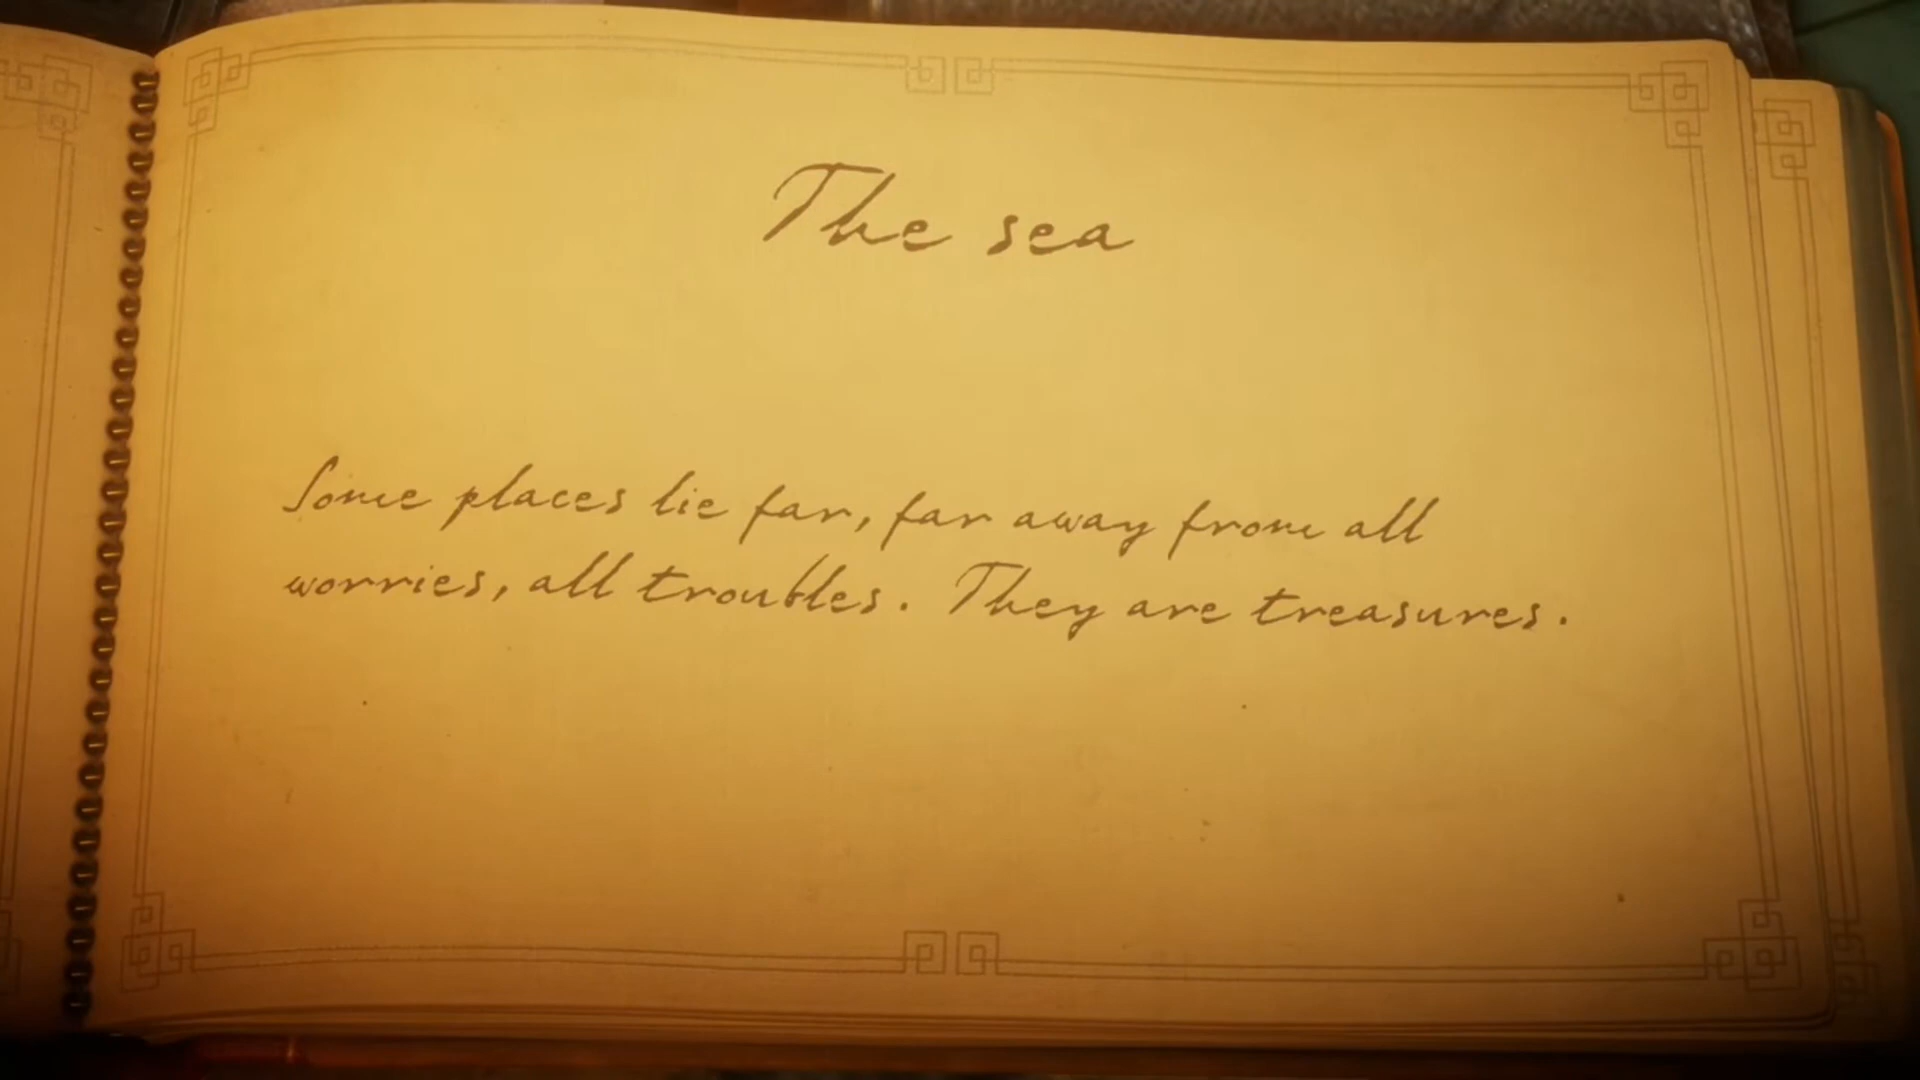 The sea
Some places lie far, far away from all
worries, all troubles. They are treasures.